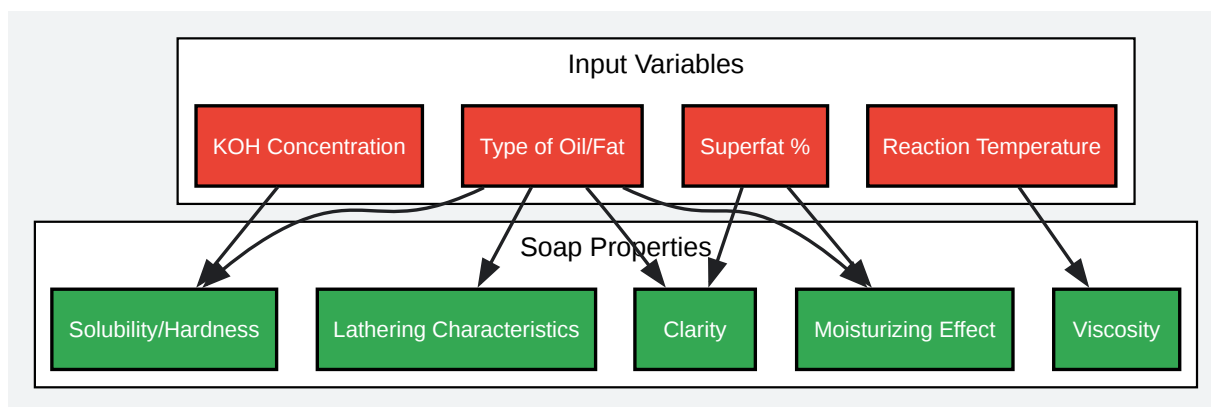 Input Variables
KOH Concentration
Type of Oil/Fat
Superfat %
Reaction Temperature
Soap Properties
Solubility/Hardness
Lathering Characteristics
Clarity
Moisturizing Effect
Viscosity